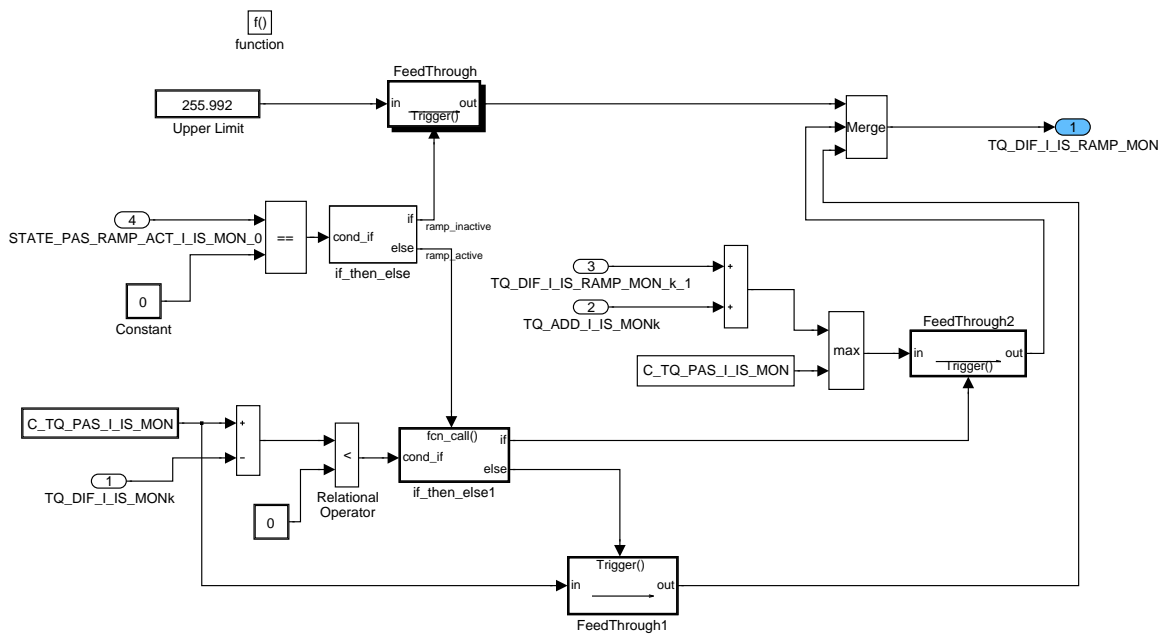 f()
function
FeedThrough
255.992
in
out
Trigger()
Upper Limit
Merge
1
TQ_DIF_I_IS_RAMP_MON
4
STATE_PAS_RAMP_ACT_I_IS_MON_0
==
cond_if
if
else
ramp_inactive
ramp_active
if_then_else
0
Constant
3
TQ_DIF_I_IS_RAMP_MON_k_1
2
TQ_ADD_I_IS_MONk
+
+
C_TQ_PAS_I_IS_MON
max
FeedThrough2
in
out
Trigger()
C_TQ_PAS_I_IS_MON
+
-
1
TQ_DIF_I_IS_MONk
0
<
Relational
Operator
fcn_call()
cond_if
if
else
if_then_else1
Trigger()
in
out
FeedThrough1